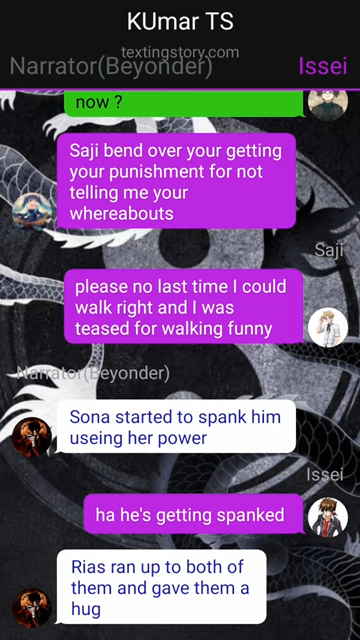 KUmar TS
textingstory.com
Narrator(Beyonder)
Issei
now ?
Saji bend over your getting
your punishment for not
telling me your
whereabouts
Saji
please no last time I could
walk right and I was
teased for walking funny
Narrator(Beyonder)
Sona started to spank him
useing her power
Issei
ha he's getting spanked
Rias ran up to both of
them and gave them a
hug